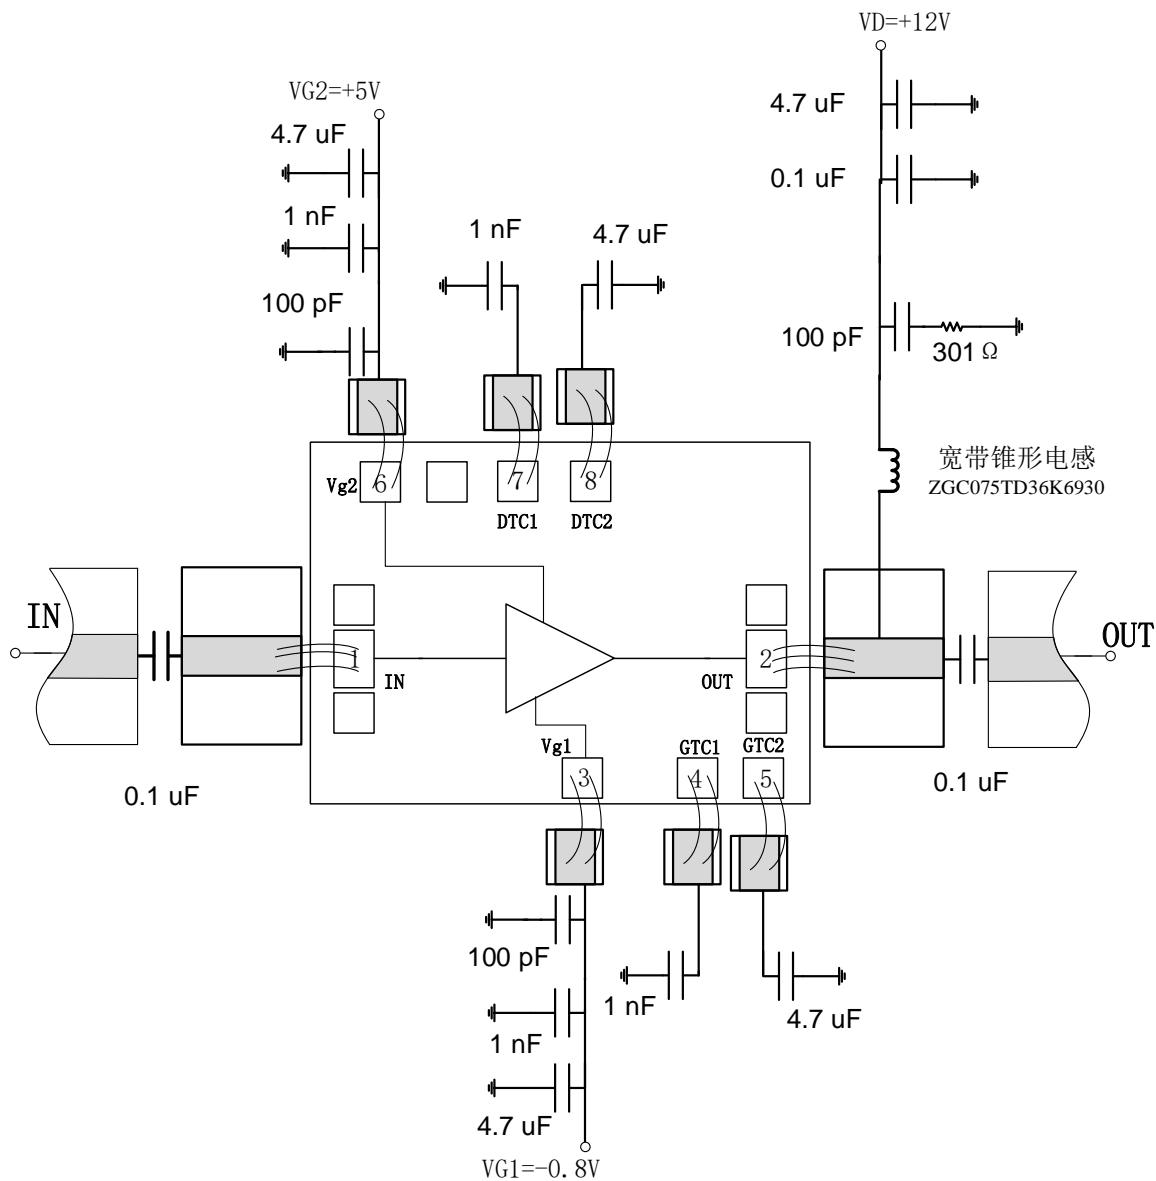 VD=+12V
VG2=+5V
4.7 uF
4.7 uF
0.1 uF
1 nF
1 nF
4.7 uF
100 pF
100 pF
301 Ω
宽带锥形电感
ZGC075TD36K6930
Vg2
6
7
8
DTC1
DTC2
IN
1
IN
2
OUT
OUT
Vg1
GTC1
GTC2
3
4
5
0.1 uF
0.1 uF
100 pF
1 nF
4.7 uF
1 nF
4.7 uF
VG1=-0.8V